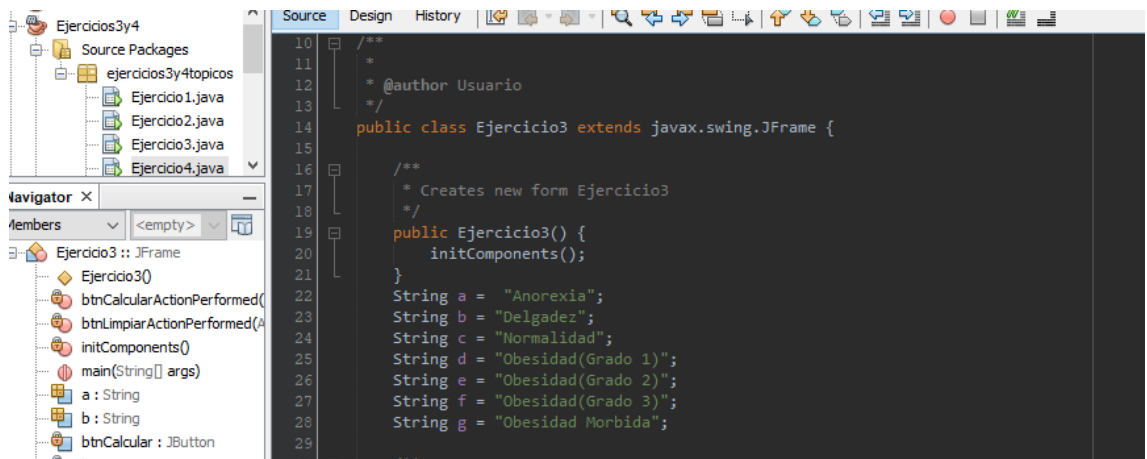 Ejercicios3y4
Source Packages
ejercicios3y4topicos
Ejercicio1.java
Ejercicio2.java
Ejercicio3.java
Ejercicio4.java
Navigator ×
Members
<empty>
Ejercicio3 :: JFrame
Ejercicio3()
btnCalcularActionPerformed(
btnLimpiarActionPerformed(A
initComponents()
main(String[] args)
a : String
b : String
btnCalcular : JButton
Source Design History
10 /**
11 *
12 * @author Usuario
13 */
14 public class Ejercicio3 extends javax.swing.JFrame {
15
16 /**
17 * Creates new form Ejercicio3
18 */
19 public Ejercicio3() {
20 initComponents();
21 }
22 String a = "Anorexia";
23 String b = "Delgadez";
24 String c = "Normalidad";
25 String d = "Obesidad(Grado 1)";
26 String e = "Obesidad(Grado 2)";
27 String f = "Obesidad(Grado 3)";
28 String g = "Obesidad Morbida";
29